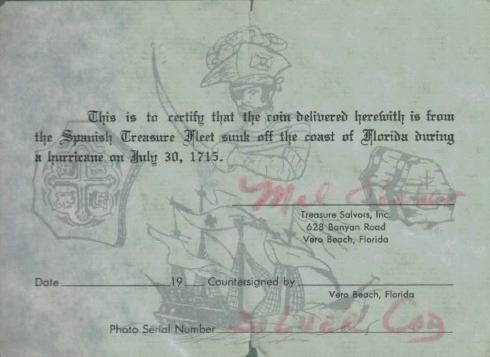 This is to certify that the coin delivered herewith is from
the Spanish Treasure Fleet sunk off the coast of Florida during
a hurricane on July 30, 1715.
Mel
Treasure Salvors, Inc.
628 Banyan Road
Vero Beach, Florida
Date 19 Countersigned by
Vero Beach, Florida
Photo Serial Number